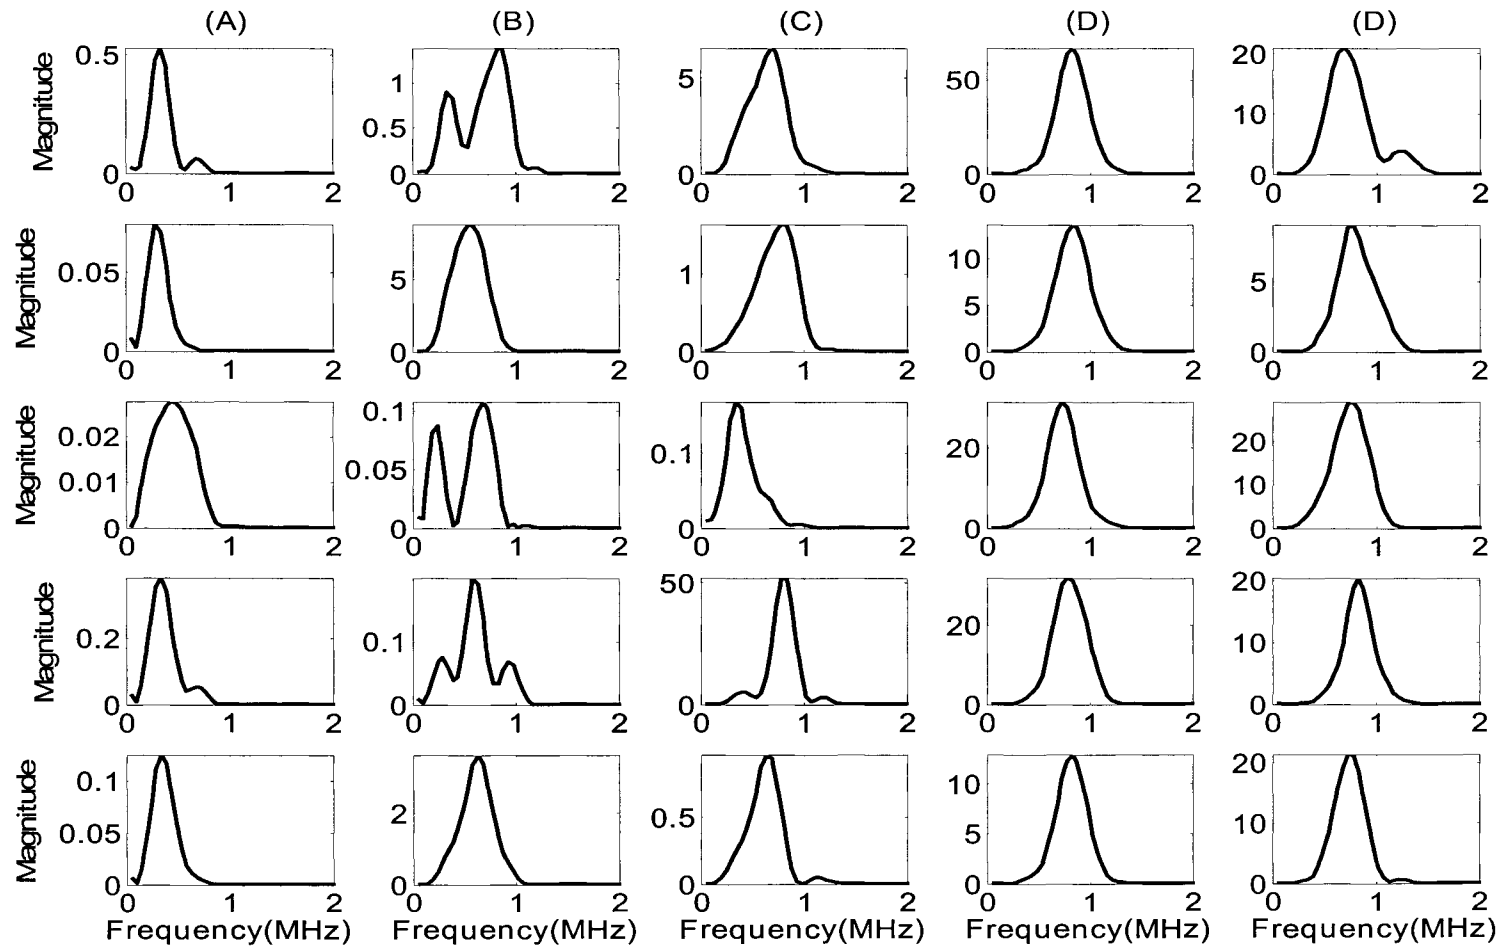 (A) (B) (C) (D) (D)
Magnitude 0.5 0 0 1 2 1 0.5 0 0 1 2 5 0 0 1 2 50 0 0 1 2 20 10 0 0 1 2
Magnitude 0.05 0 0 1 2 5 0 0 1 2 1 0 0 1 2 10 5 0 0 1 2 5 0 0 1 2
Magnitude 0.02 0.01 0 0 1 2 0.1 0.05 0 0 1 2 0.1 0 0 1 2 20 0 0 1 2 20 10 0 0 1 2
Magnitude 0.2 0 0 1 2 0.1 0 0 1 2 50 0 0 1 2 20 0 0 1 2 20 10 0 0 1 2
Magnitude 0.1 0.05 0 0 1 2 2 0 0 1 2 0.5 0 0 1 2 10 5 0 0 1 2 20 10 0 0 1 2
Frequency(MHz) Frequency(MHz) Frequency(MHz) Frequency(MHz) Frequency(MHz)